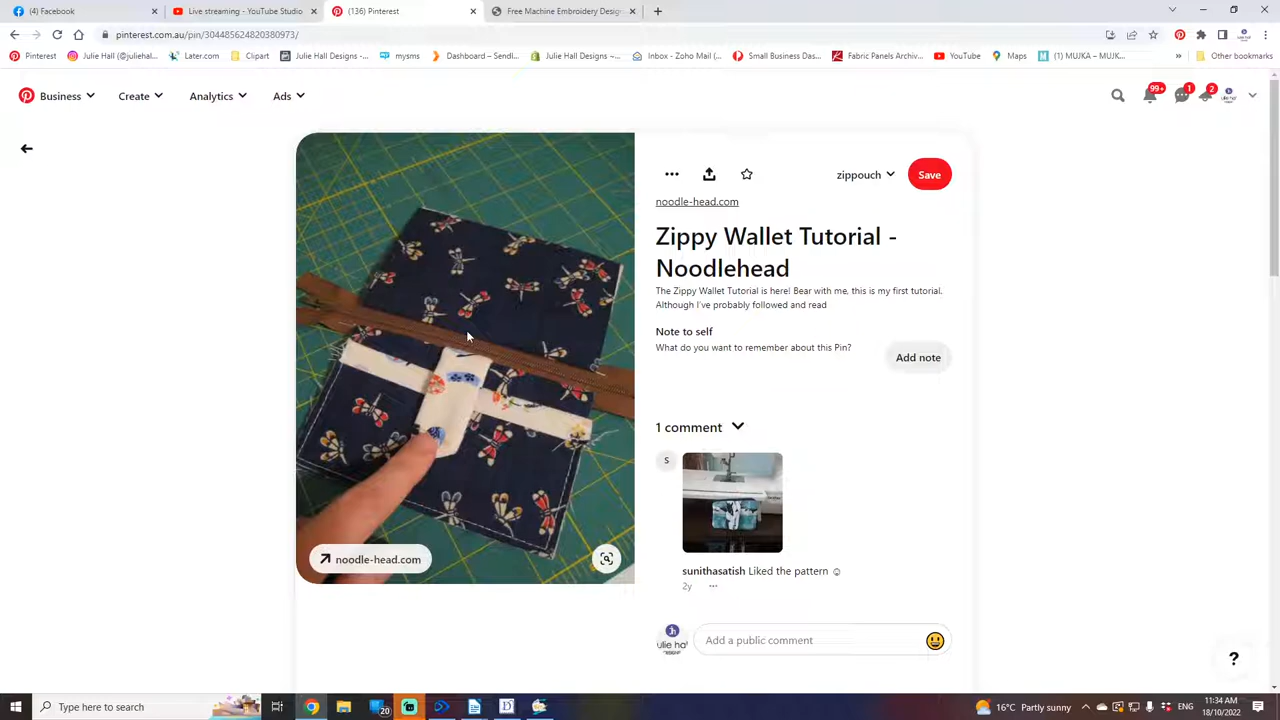 (4) Facebook
Live streaming - YouTube Studio
(136) Pinterest
Free Machine Embroidery Design
pinterest.com.au/pin/304485624820380973/
Pinterest
Julie Hall (@juliehal...
Later.com
Clipart
Julie Hall Designs -...
mysms
Dashboard – Sendi...
Julie Hall Designs ~...
Inbox - Zoho Mail (...
Small Business Das...
Fabric Panels Archiv...
YouTube
Maps
(1) MUJKA – MUJK...
»
Other bookmarks
Business
Create
Analytics
Ads
99+
1
2
zippouch
Save
noodle-head.com
Zippy Wallet Tutorial -
Noodlehead
The Zippy Wallet Tutorial is here! Bear with me, this is my first tutorial.
Although I've probably followed and read
Note to self
What do you want to remember about this Pin?
Add note
1 comment
S
noodle-head.com
sunithasatish Liked the pattern ☺
2y
Add a public comment
?
Type here to search
20
16°C Partly sunny
ENG
11:34 AM
18/10/2022